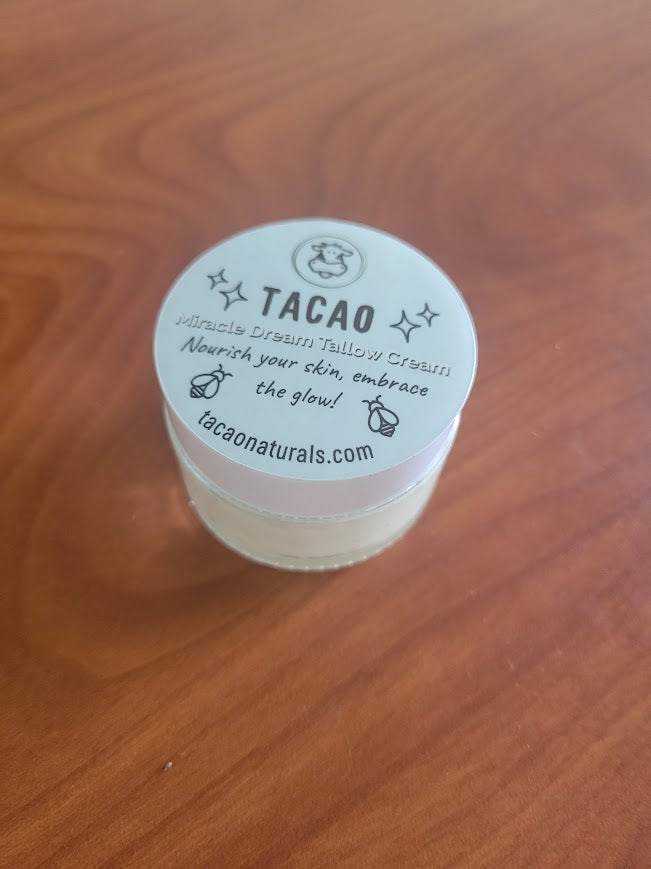 TACAO
Miracle Dream Tallow Cream
Nourish your skin, embrace
the glow!
tacaonaturals.com